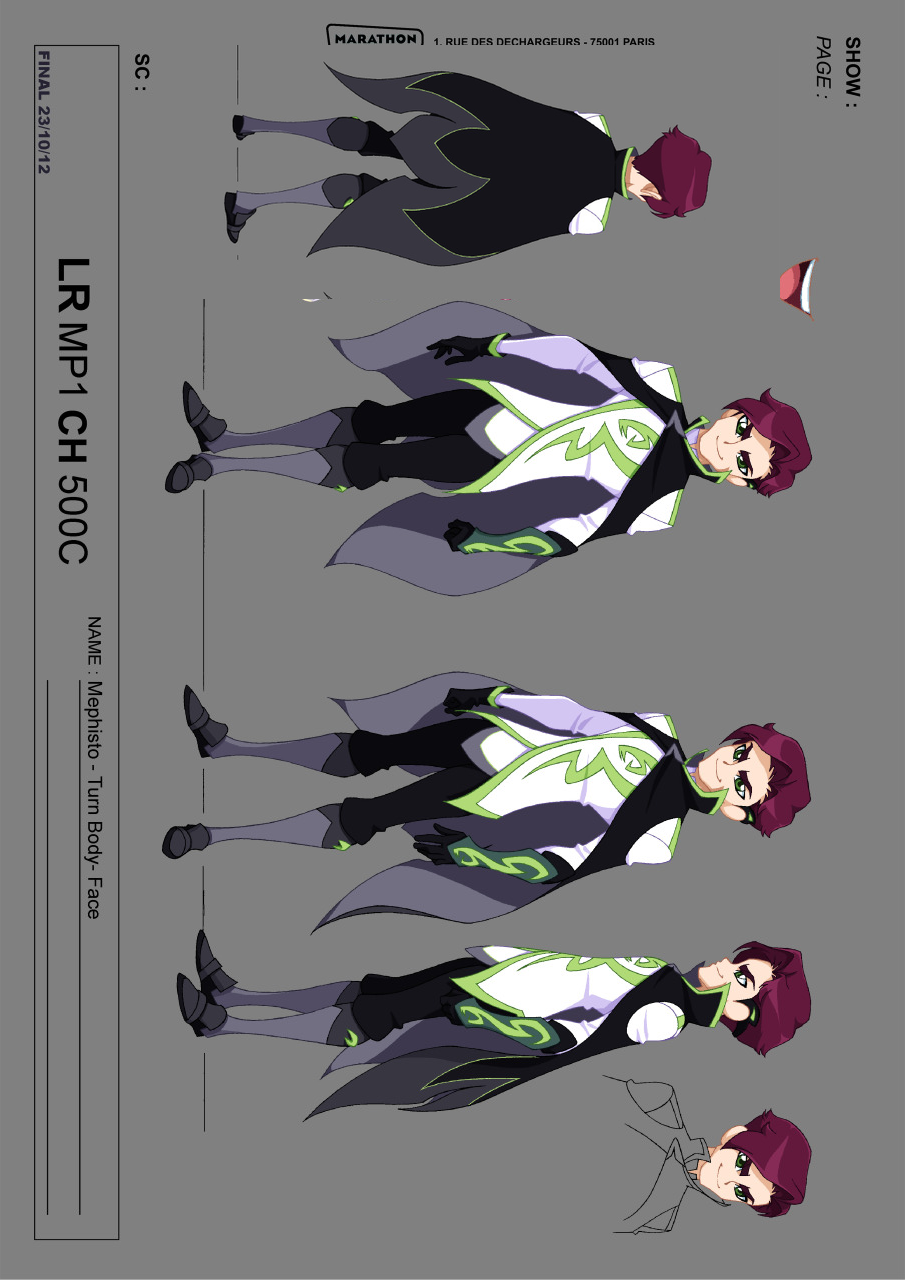 MARATHON
1. RUE DES DECHARGEURS - 75001 PARIS
SHOW :
PAGE :
SC :
FINAL 23/10/12
LR MP1 CH 500C
NAME : Mephisto - Turn Body- Face